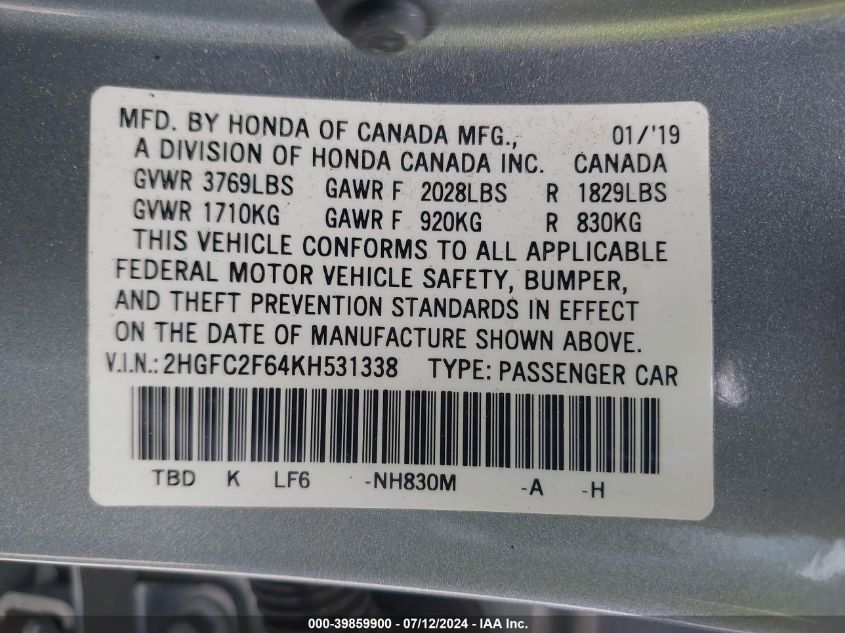 MFD. BY HONDA OF CANADA MFG., 01/'19
A DIVISION OF HONDA CANADA INC. CANADA
GVWR 3769LBS GAWR F 2028LBS R 1829LBS
GVWR 1710KG GAWR F 920KG R 830KG
THIS VEHICLE CONFORMS TO ALL APPLICABLE
FEDERAL MOTOR VEHICLE SAFETY, BUMPER,
AND THEFT PREVENTION STANDARDS IN EFFECT
ON THE DATE OF MANUFACTURE SHOWN ABOVE.
V.I.N.: 2HGFC2F64KH531338 TYPE: PASSENGER CAR
TBD K LF6 -NH830M -A -H
000-39859900 - 07/12/2024 - IAA Inc.